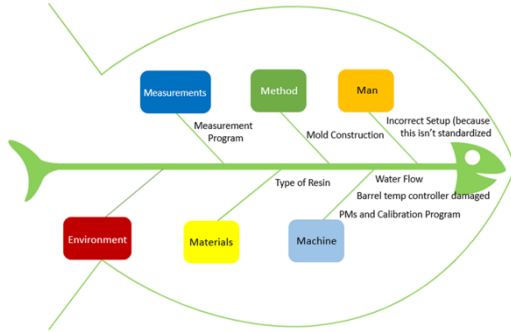 Measurements
Method
Man
Measurement
Program
Mold Construction
Incorrect Setup (because
this isn't standardized
Type of Resin
Water Flow
Barrel temp controller damaged
PMs and Calibration Program
Environment
Materials
Machine